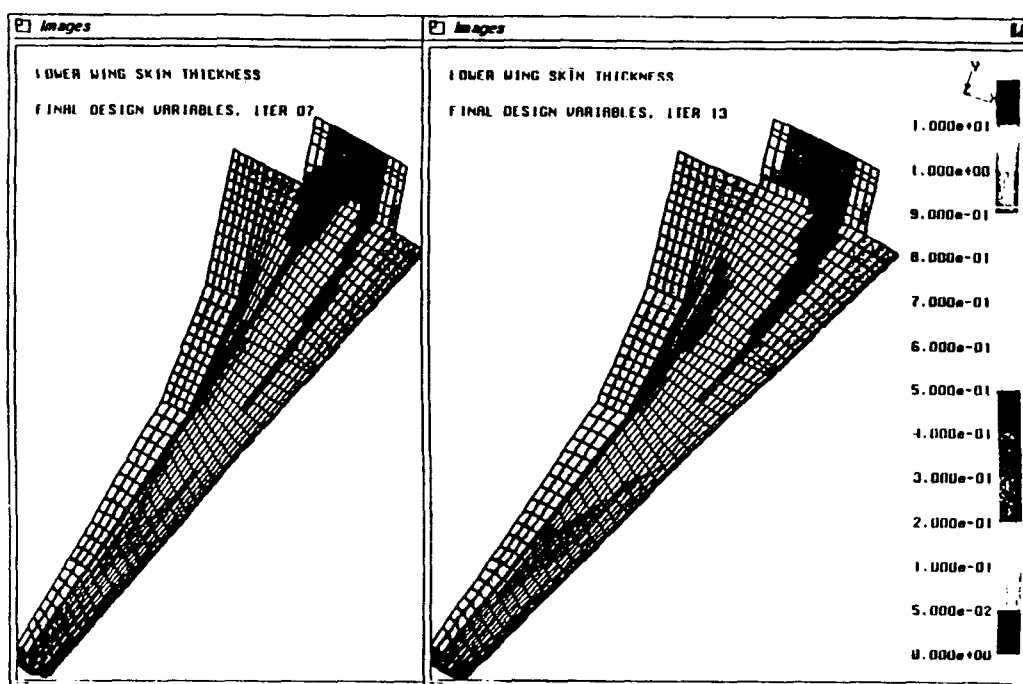 Images
LOWER WING SKIN THICKNESS
FINAL DESIGN VARIABLES, ITER 07
Images
LOWER WING SKIN THICKNESS
FINAL DESIGN VARIABLES, ITER 13
Y
Z
X
1.000e+01
1.000e+00
9.000e-01
8.000e-01
7.000e-01
6.000e-01
5.000e-01
4.000e-01
3.000e-01
2.000e-01
1.000e-01
5.000e-02
0.000e+00